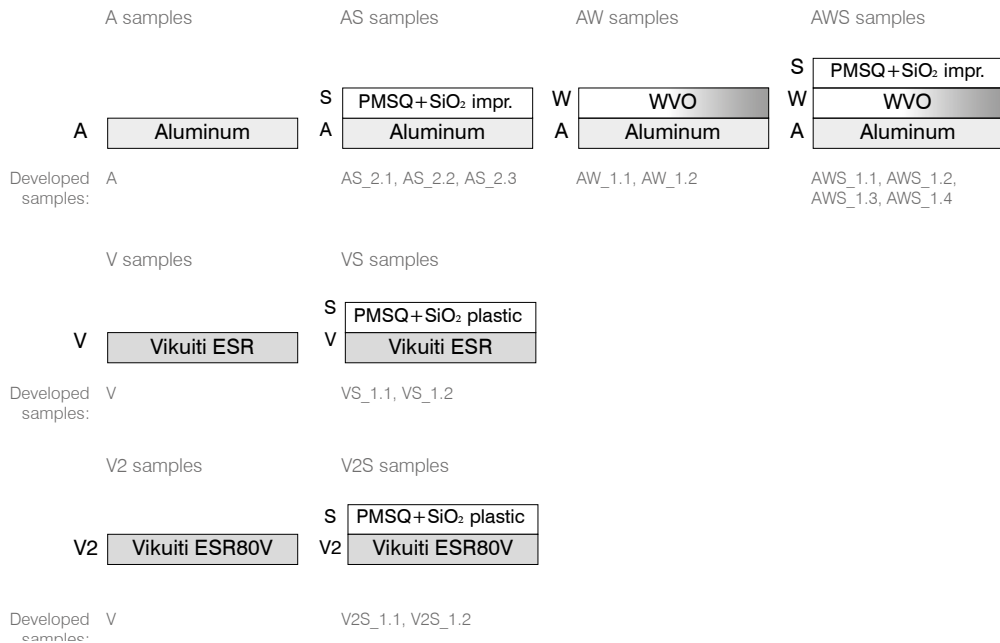 A samples AS samples AW samples AWS samples
S PMSQ+SiO₂ impr.
S PMSQ+SiO₂ impr. W WVO W WVO
A Aluminum A Aluminum A Aluminum A Aluminum
Developed A AS_2.1, AS_2.2, AS_2.3 AW_1.1, AW_1.2 AWS_1.1, AWS_1.2,
samples: AWS_1.3, AWS_1.4
V samples VS samples
S PMSQ+SiO₂ plastic
V Vikuiti ESR V Vikuiti ESR
Developed V VS_1.1, VS_1.2
samples:
V2 samples V2S samples
S PMSQ+SiO₂ plastic
V2 Vikuiti ESR80V V2 Vikuiti ESR80V
Developed V V2S_1.1, V2S_1.2
samples: